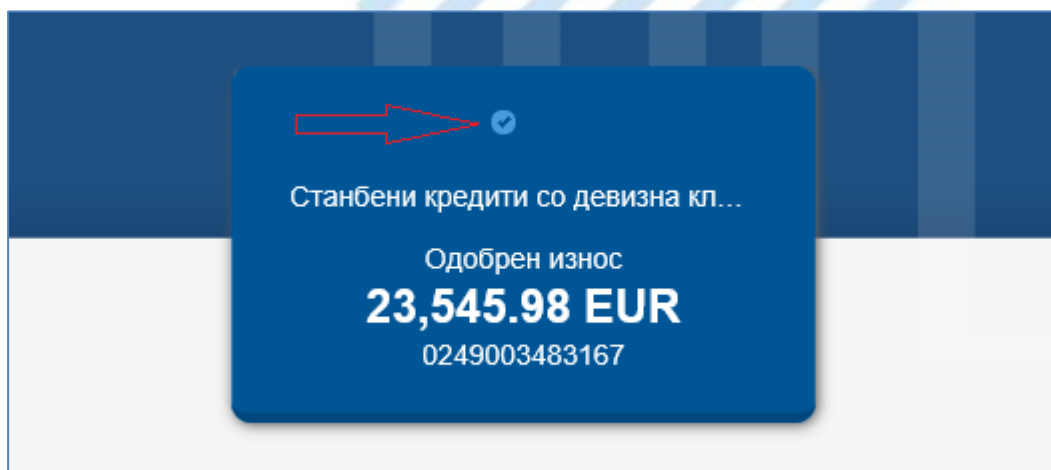 Станбени кредити со девизна кл...
Одобрен износ
23,545.98 EUR
0249003483167